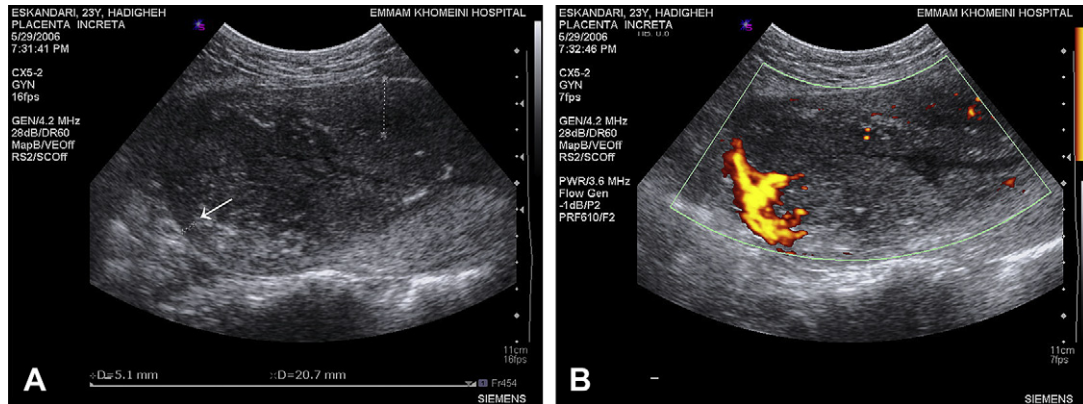 ESKANDARI, 23Y, HADIGHEH
EMMAM KHOMEINI HOSPITAL
PLACENTA INCRETA
5/29/2006
7:31:41 PM
CX5-2
GYN
16fps
GEN/4.2 MHz
28dB/DR60
MapB/VEOff
RS2/SCOff
11cm
16fps
D=5.1 mm
D=20.7 mm
Fr454
A
SIEMENS
ESKANDARI, 23Y, HADIGHEH
EMMAM KHOMEINI HOSPITAL
PLACENTA INCRETA
5/29/2006
7:32:46 PM
CX5-2
GYN
7fps
GEN/4.2 MHz
28dB/DR60
MapB/VEOff
RS2/SCOff
PWR/3.6 MHz
Flow Gen
-1dB/P2
PRF610/F2
11cm
7fps
B
SIEMENS